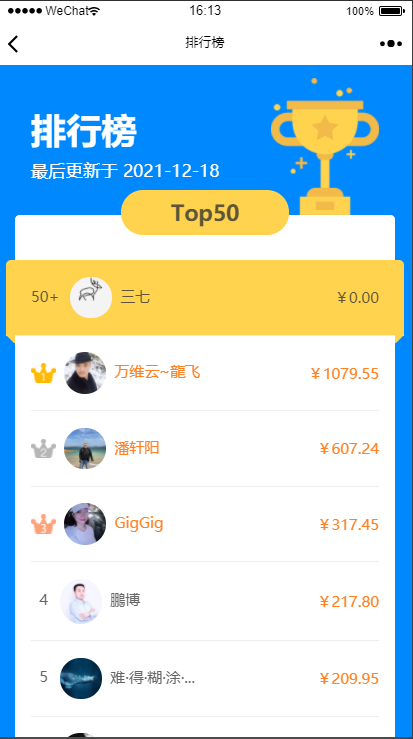 ●●●●● WeChat 16:13 100%
排行榜
排行榜
最后更新于 2021-12-18
Top50
50+ 三七 ￥0.00
1 万维云~龍飞 ￥1079.55
2 潘轩阳 ￥607.24
3 GigGig ￥317.45
4 鵬博 ￥217.80
5 难·得·糊·涂·... ￥209.95